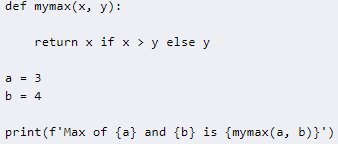 def mymax(x, y):
    return x if x > y else y
a = 3
b = 4
print(f'Max of {a} and {b} is {mymax(a, b)}')